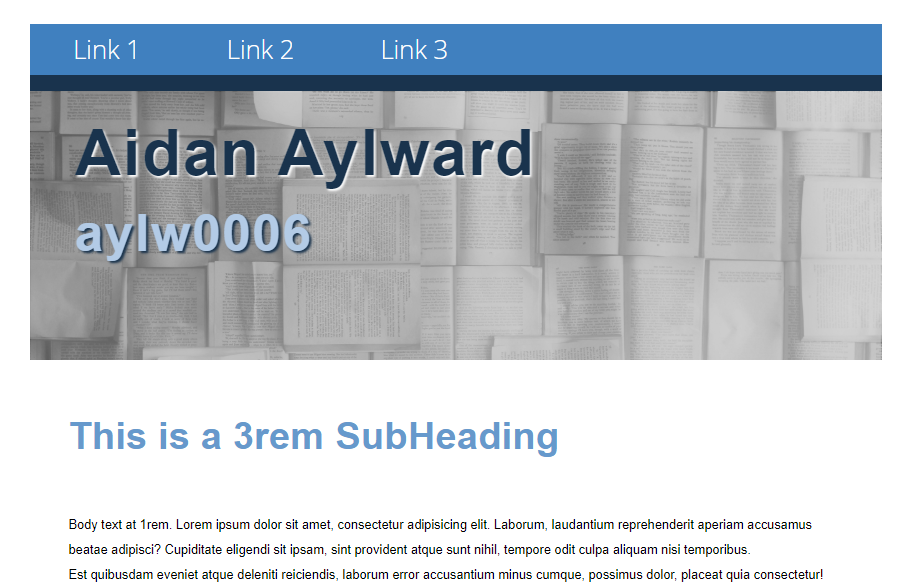 Link 1 Link 2 Link 3
Aidan Aylward
aylw0006
This is a 3rem SubHeading
Body text at 1rem. Lorem ipsum dolor sit amet, consectetur adipisicing elit. Laborum, laudantium reprehenderit aperiam accusamus
beatae adipisci? Cupiditate eligendi sit ipsam, sint provident atque sunt nihil, tempore odit culpa aliquam nisi temporibus.
Est quibusdam eveniet atque deleniti reiciendis, laborum error accusantium minus cumque, possimus dolor, placeat quia consectetur!